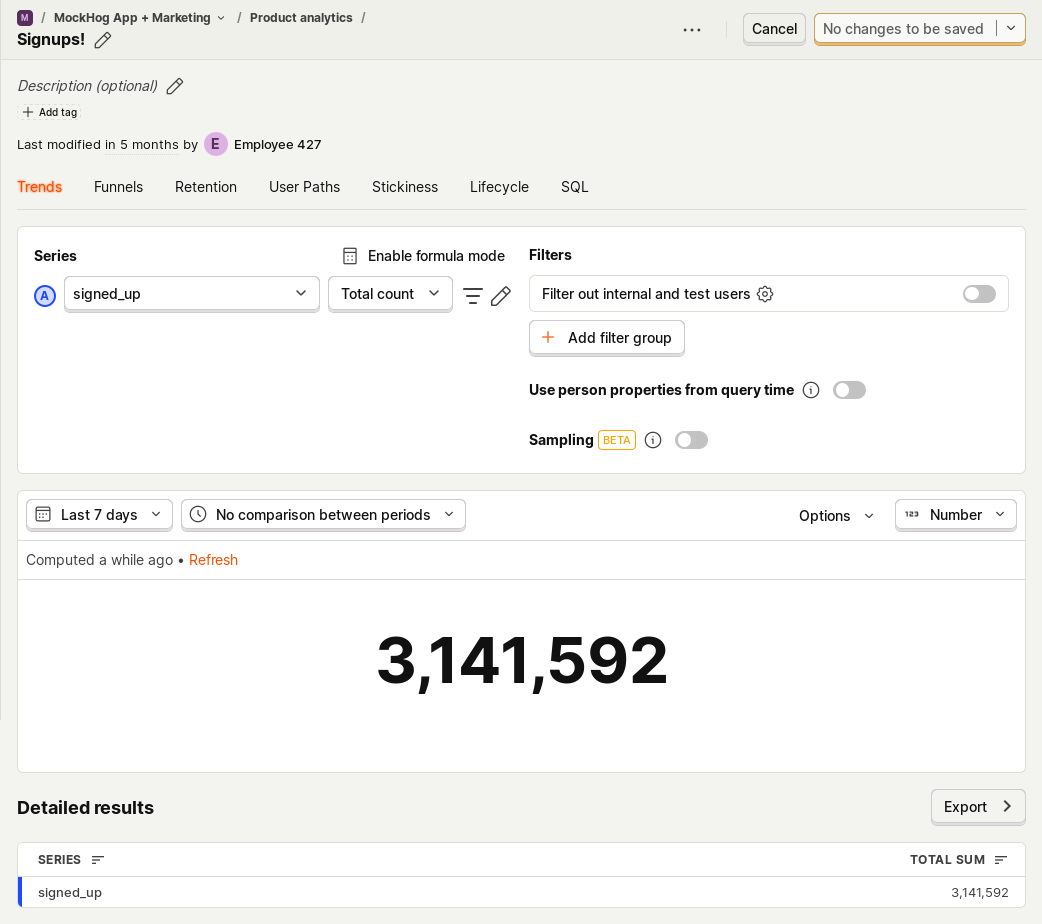 M / MockHog App + Marketing / Product analytics /
Signups!
Cancel
No changes to be saved
Description (optional)
Add tag
Last modified in 5 months by E Employee 427
Trends Funnels Retention User Paths Stickiness Lifecycle SQL
Series
Enable formula mode
Filters
A signed_up Total count
Filter out internal and test users
Add filter group
Use person properties from query time
Sampling BETA
Last 7 days No comparison between periods Options 123 Number
Computed a while ago • Refresh
3,141,592
Detailed results
Export
SERIES TOTAL SUM
signed_up 3,141,592